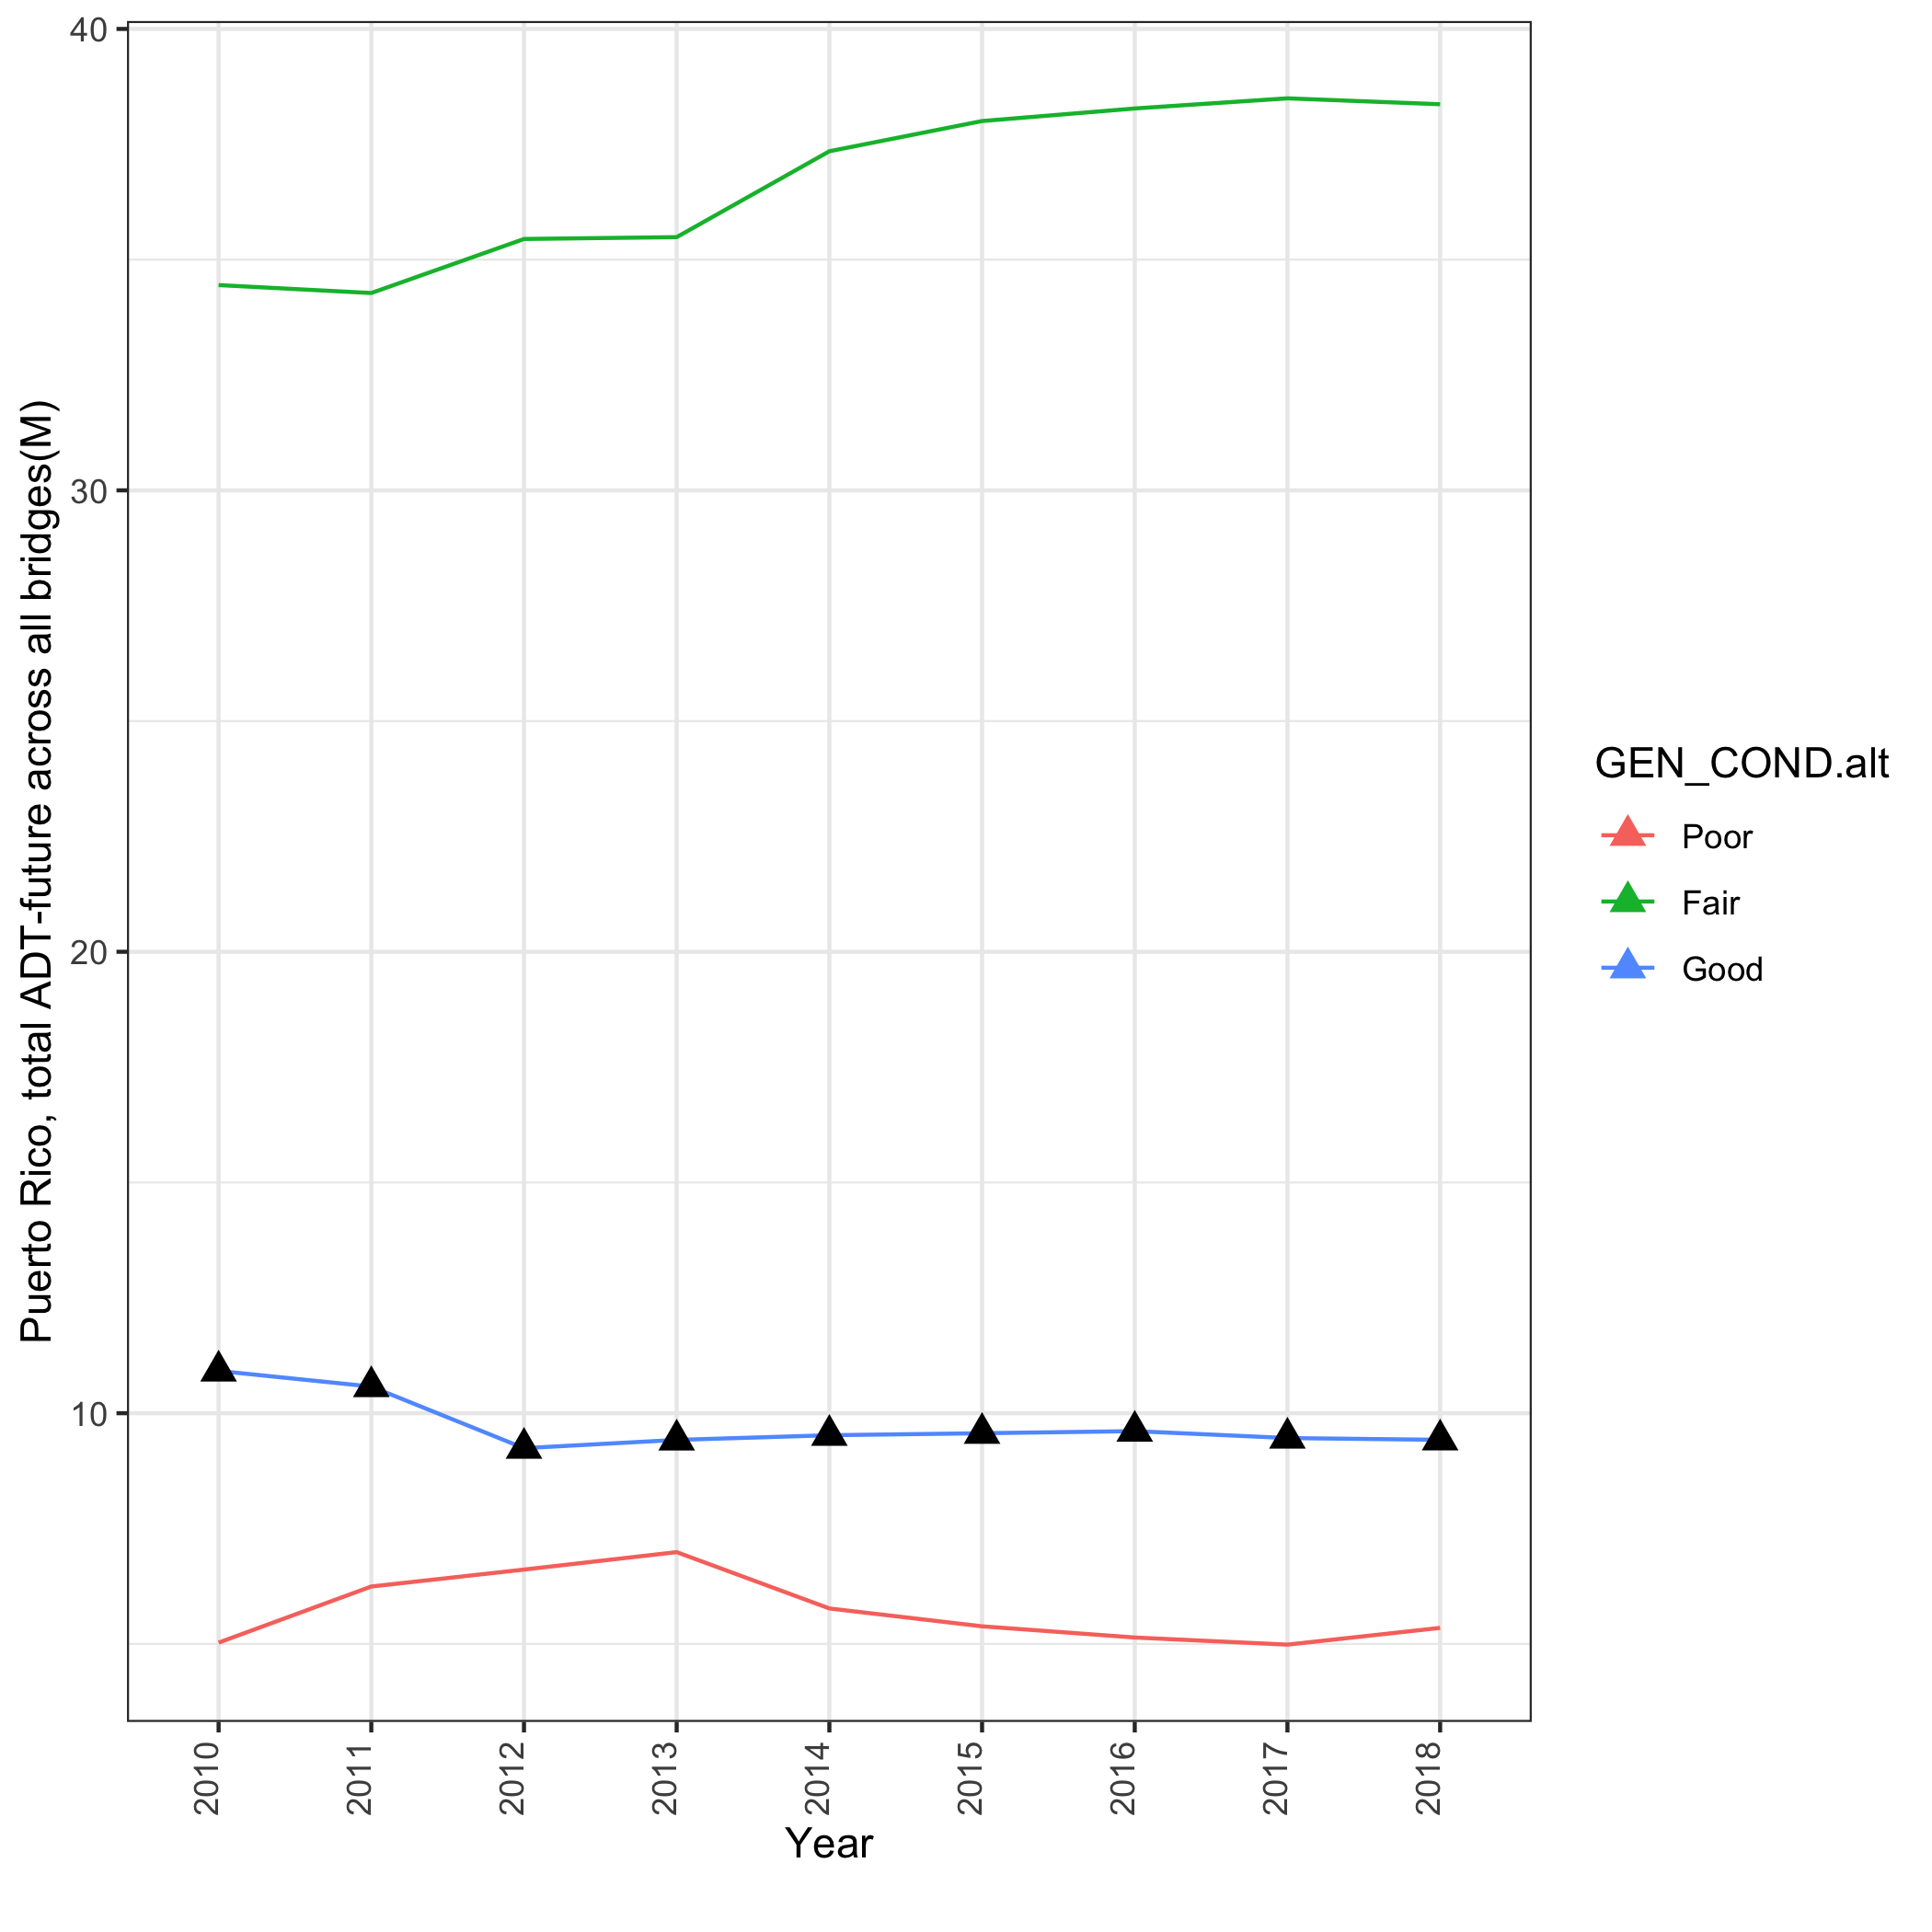 Puerto Rico, total ADT-future across all bridges(M)
40
30
20
10
2010
2011
2012
2013
2014
2015
2016
2017
2018
Year
GEN_COND.alt
Poor
Fair
Good